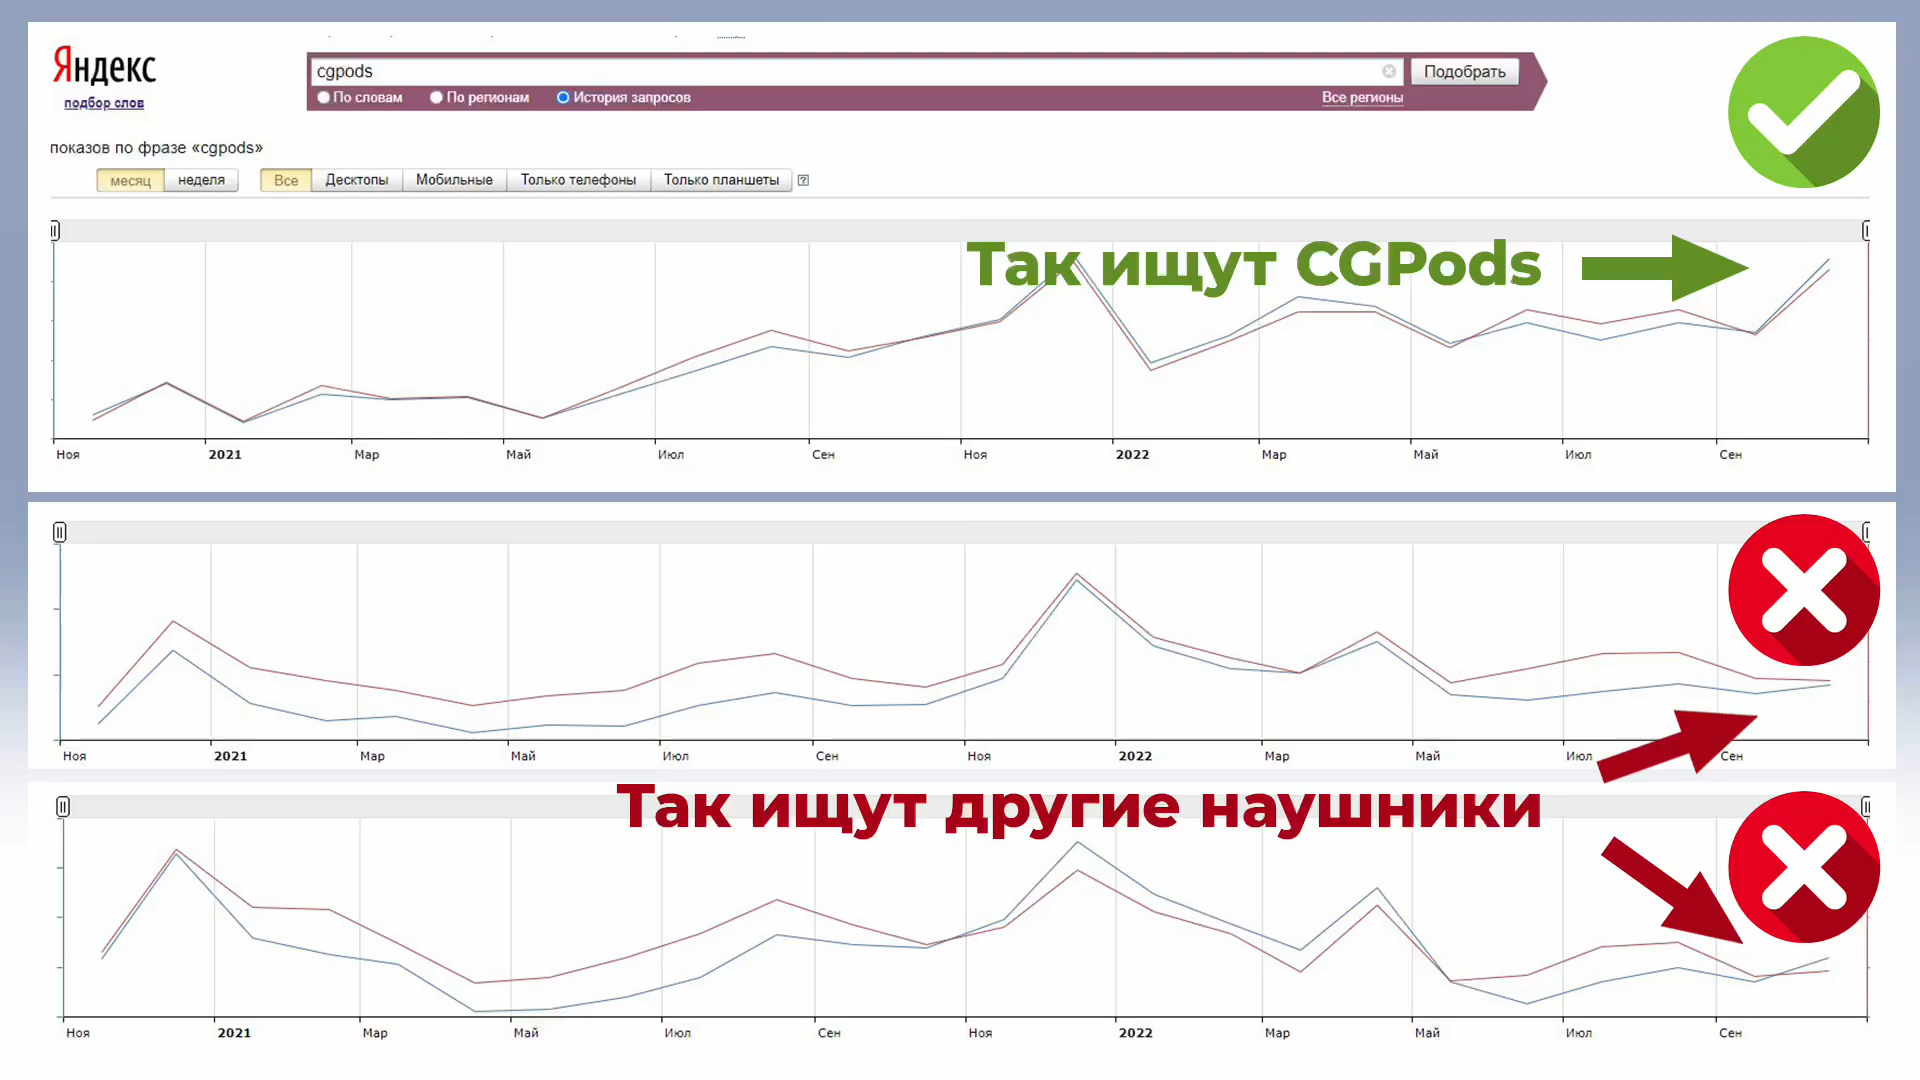 Яндекс
подбор слов
cgpods
Подобрать
По словам
По регионам
История запросов
Все регионы
показов по фразе «cgpods»
месяц
неделя
Все
Десктопы
Мобильные
Только телефоны
Только планшеты
?
Так ищут CGPods
Ноя 2021 Мар Май Июл Сен Ноя 2022 Мар Май Июл Сен
Ноя 2021 Мар Май Июл Сен Ноя 2022 Мар Май Июл Сен
Так ищут другие наушники
Ноя 2021 Мар Май Июл Сен Ноя 2022 Мар Май Июл Сен